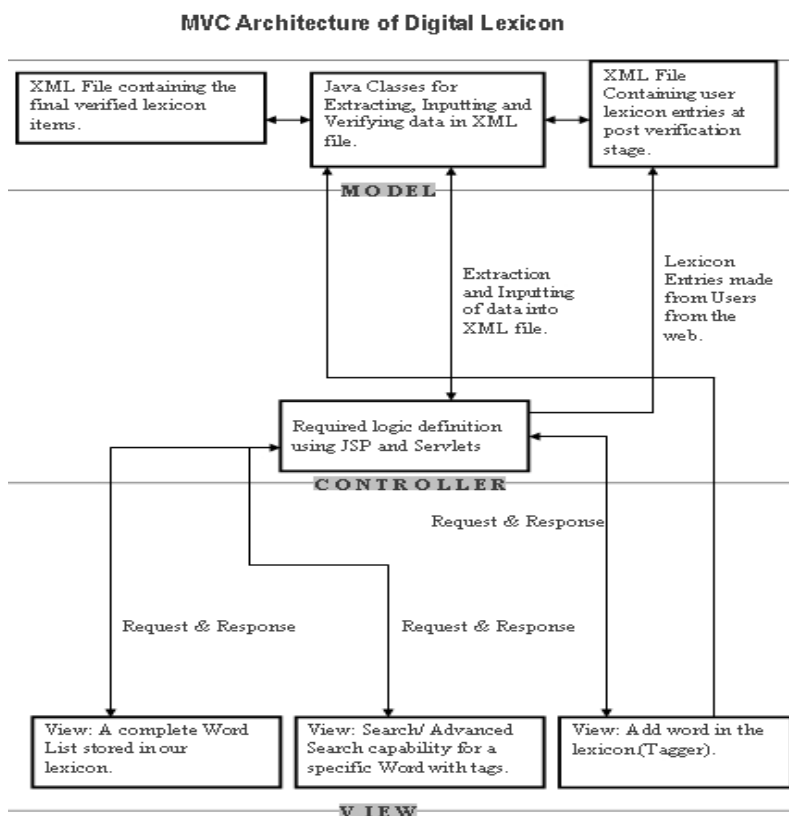 MVC Architecture of Digital Lexicon
XML File containing the
final verified lexicon
items.
Java Classes for
Extracting, Inputting and
Verifying data in XML
file.
XML File
Containing user
lexicon entries at
post verification
stage.
MODEL
Extraction
and Inputting
of data into
XML file.
Lexicon
Entries made
from Users
from the
web.
Required logic definition
using JSP and Servlets
CONTROLLER
Request & Response
Request & Response
Request & Response
View: A complete Word
List stored in our
lexicon.
View: Search/ Advanced
Search capability for a
specific Word with tags.
View: Add word in the
lexicon(Tagger).
VIEW